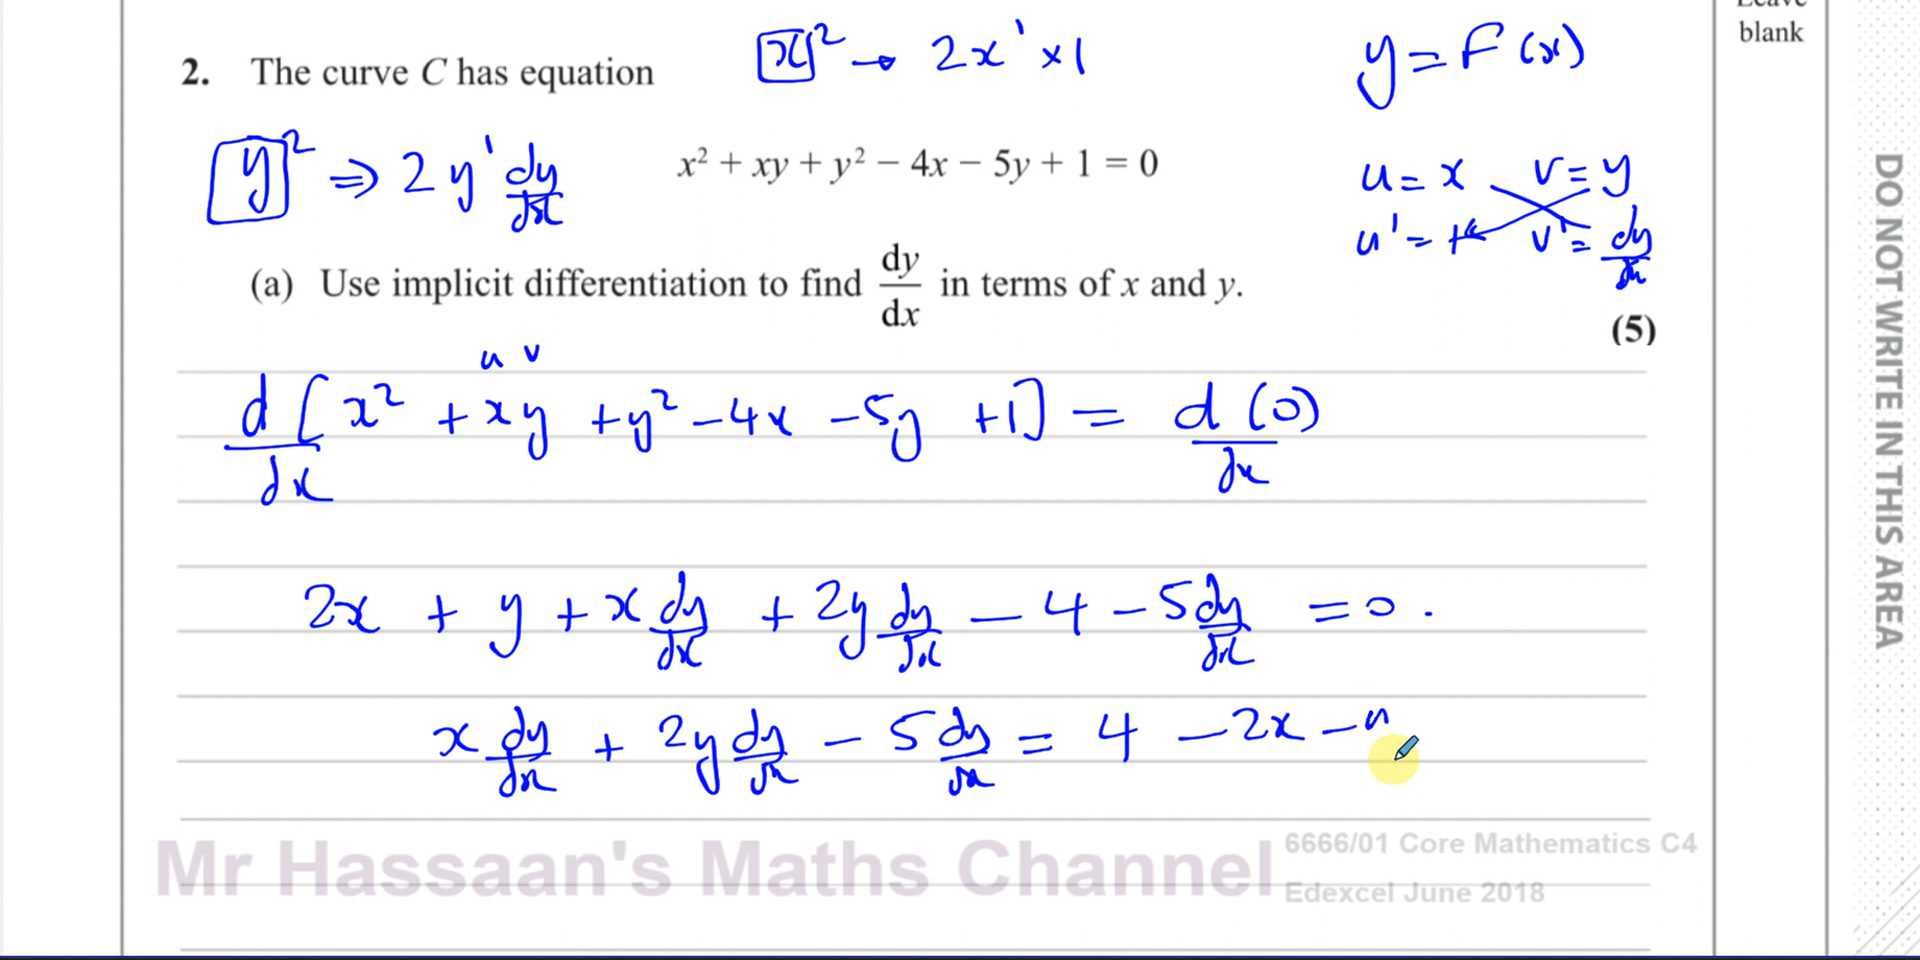 Leave
blank
2. The curve C has equation
x² → 2x¹ × 1
y = f(x)
y² ⇒ 2y¹ dy/dx
x² + xy + y² − 4x − 5y + 1 = 0
u = x v = y
u' = 1 v' = dy/dx
(a) Use implicit differentiation to find dy/dx in terms of x and y.
(5)
u v
d/dx [x² + xy + y² − 4x − 5y + 1] = d(0)/dx
2x + y + x dy/dx + 2y dy/dx − 4 − 5 dy/dx = 0.
x dy/dx + 2y dy/dx − 5 dy/dx = 4 − 2x −
Mr Hassaan's Maths Channel
6666/01 Core Mathematics C4
Edexcel June 2018
DO NOT WRITE IN THIS AREA